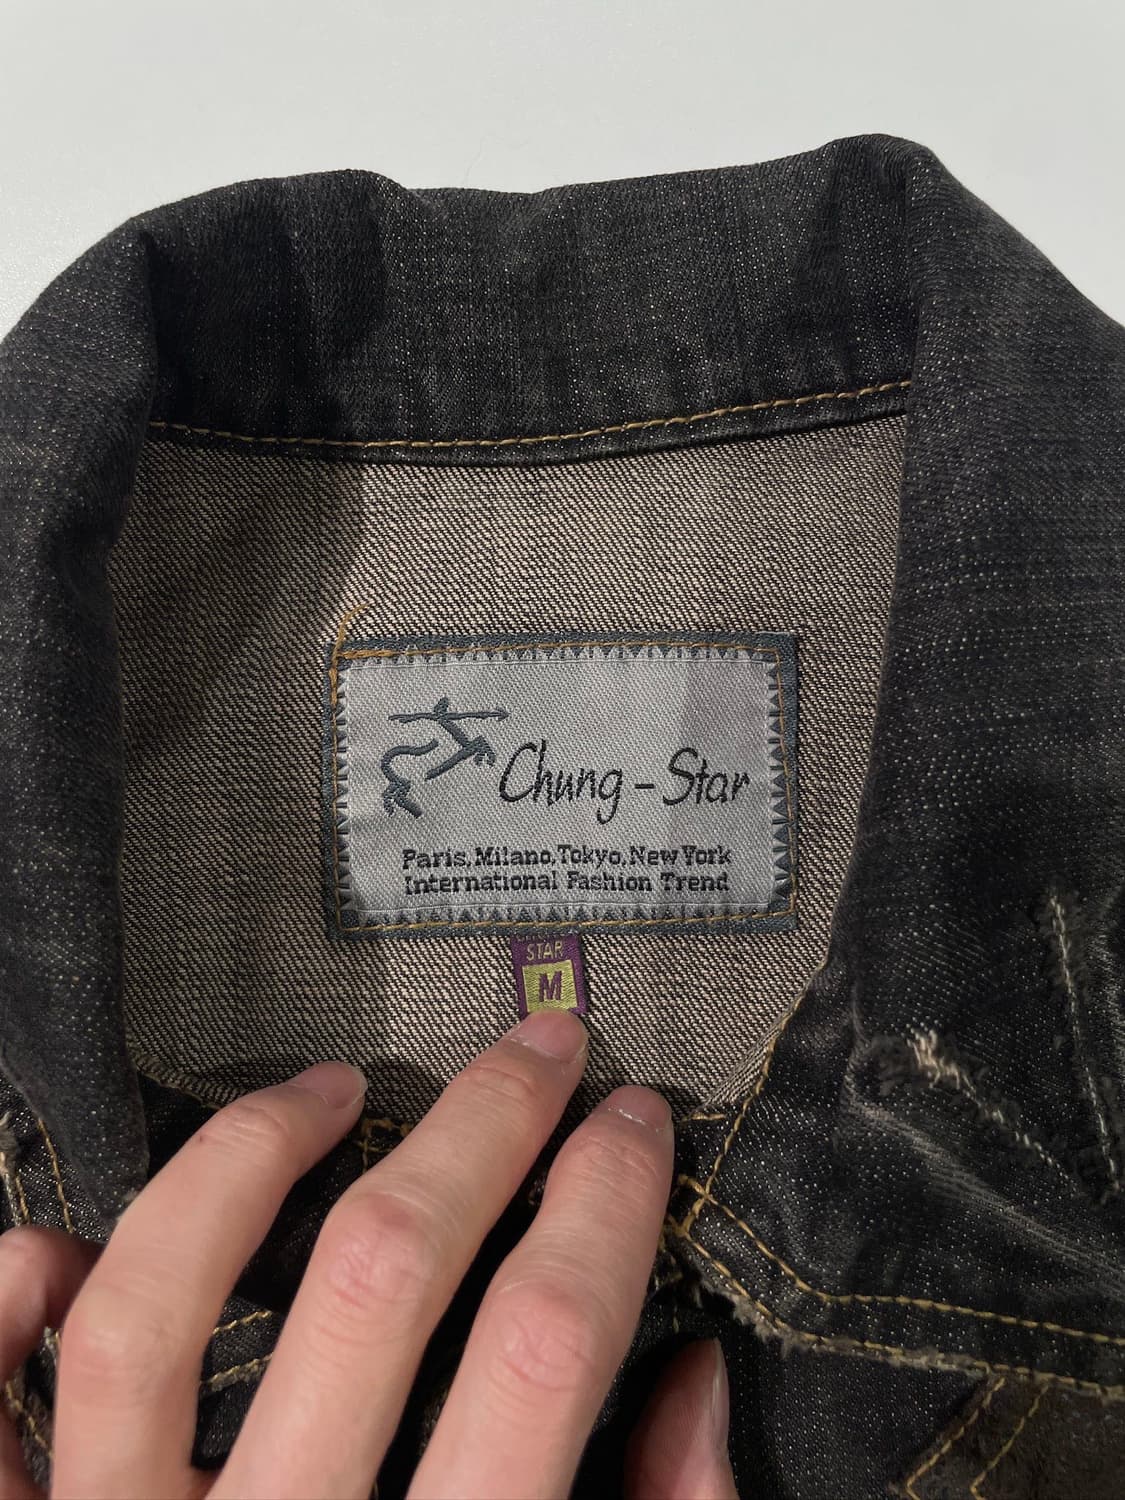 Chung - Star
Paris, Milano, Tokyo, New York
International Fashion Trend
STAR
M